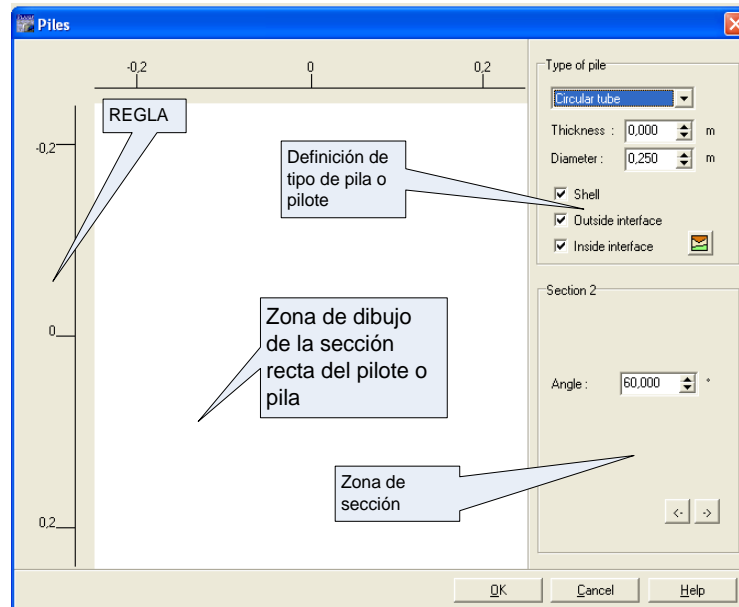 Piles
-0,2 0 0,2
-0,2
0
0,2
REGLA
Definición de
tipo de pila o
pilote
Zona de dibujo
de la sección
recta del pilote o
pila
Zona de
sección
Type of pile
Circular tube
Thickness : 0,000 m
Diameter : 0,250 m
Shell
Outside interface
Inside interface
Section 2
Angle : 60,000 °
<- ->
OK Cancel Help